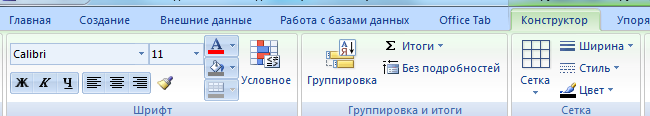 Главная Создание Внешние данные Работа с базами данных Office Tab Конструктор Упоря
Calibri 11 А Условное
Ж К Ч
Шрифт
Группировка
Σ Итоги
Без подробностей
Группировка и итоги
Сетка
Ширина
Стиль
Цвет
Сетка